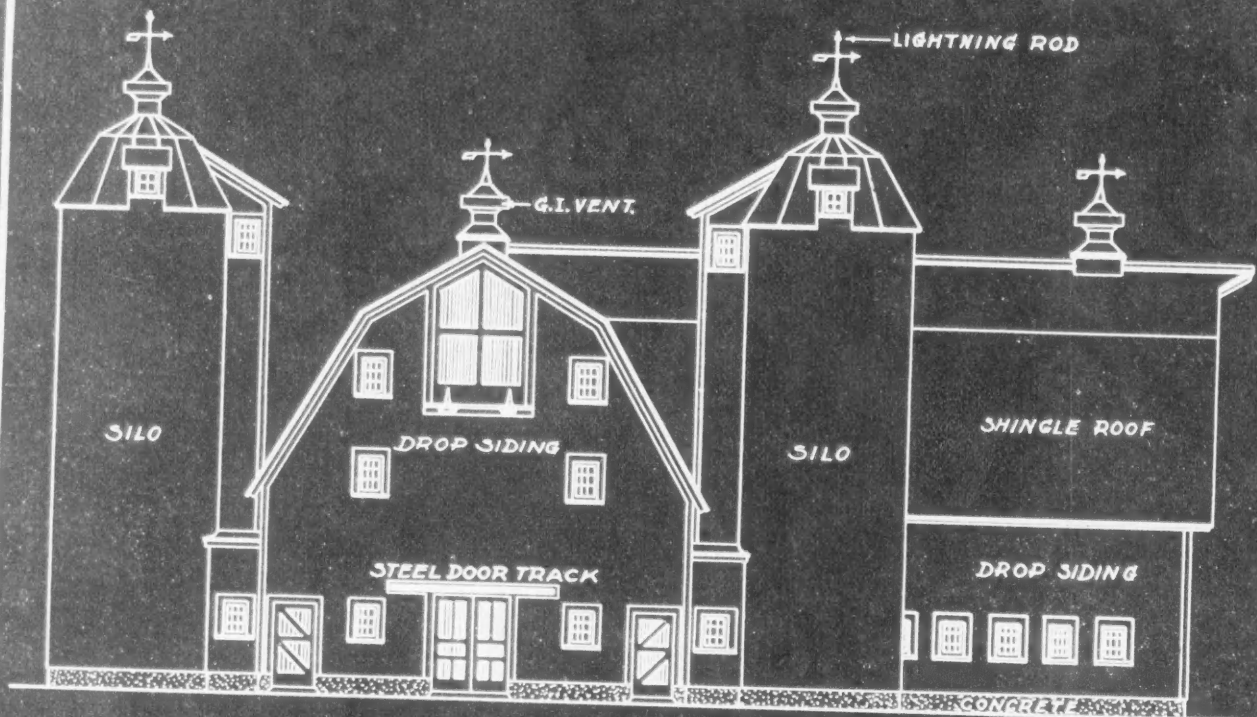 LIGHTNING ROD
G.I. VENT.
SILO
DROP SIDING
SILO
SHINGLE ROOF
STEEL DOOR TRACK
DROP SIDING
CONCRETE